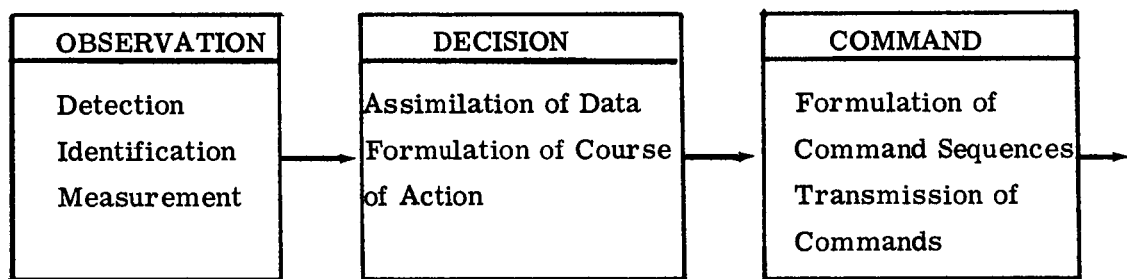 OBSERVATION
Detection
Identification
Measurement
DECISION
Assimilation of Data
Formulation of Course
of Action
COMMAND
Formulation of
Command Sequences
Transmission of
Commands